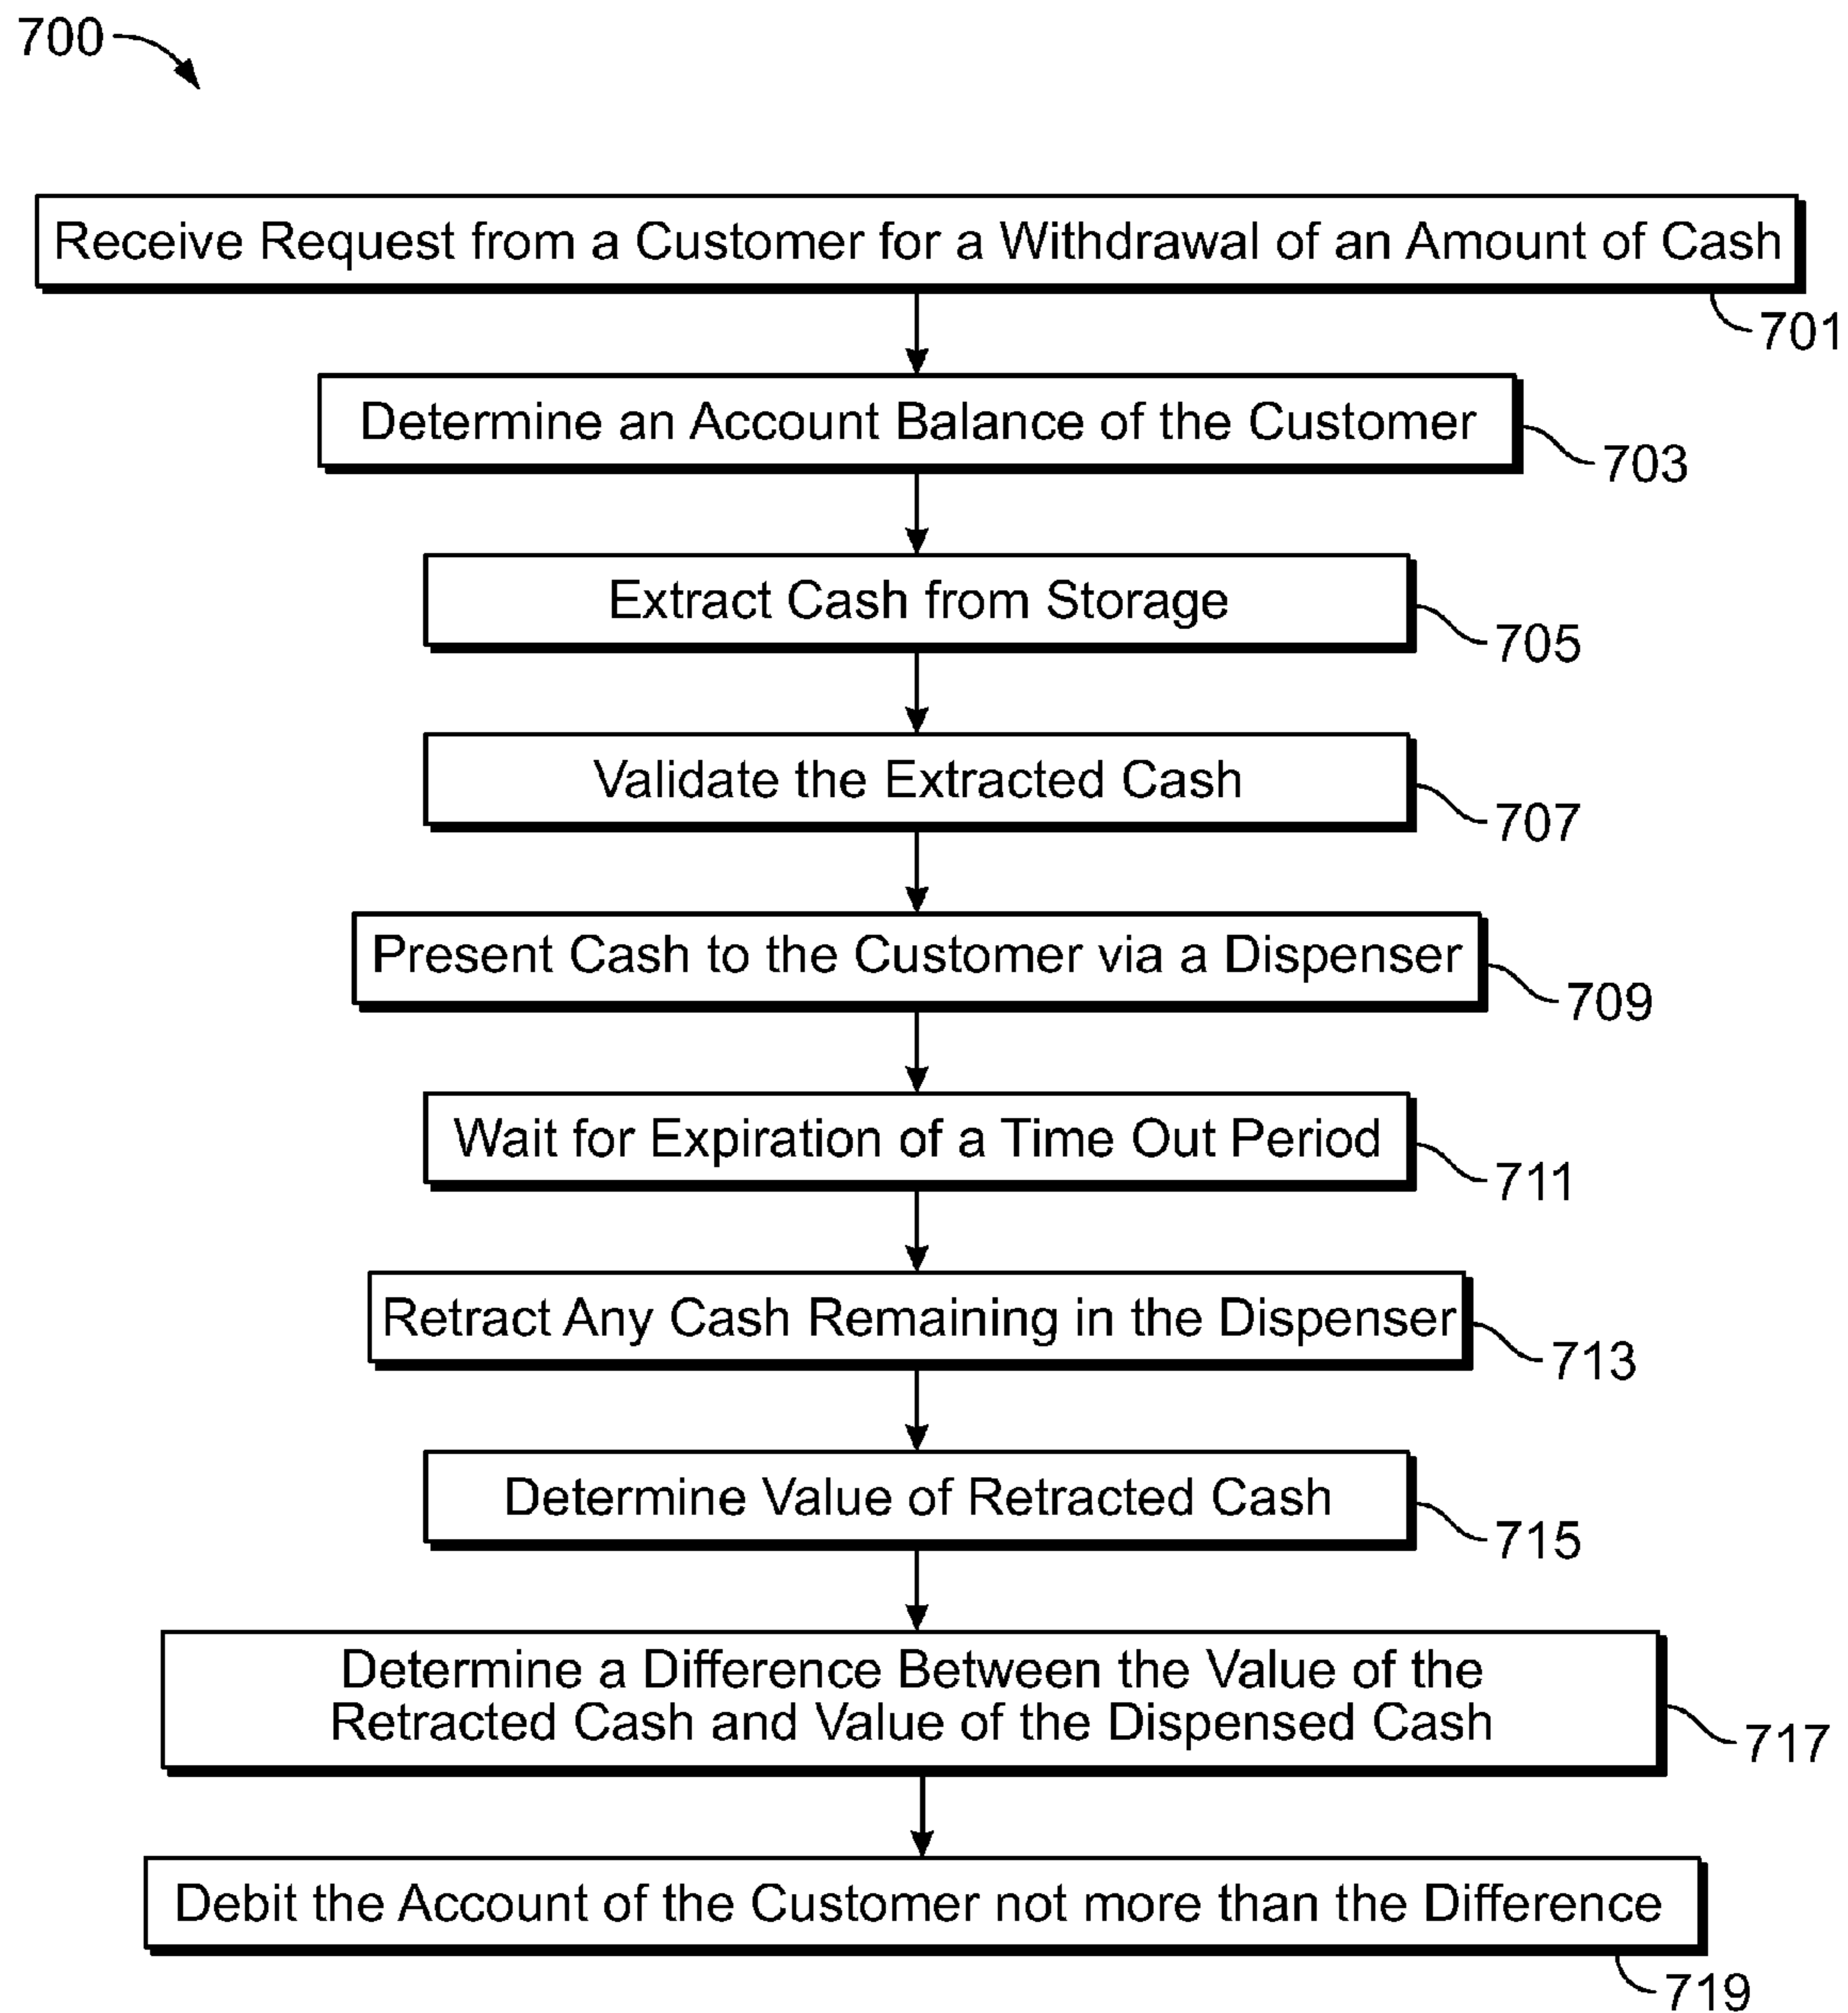 700
Receive Request from a Customer for a Withdrawal of an Amount of Cash
701
Determine an Account Balance of the Customer
703
Extract Cash from Storage
705
Validate the Extracted Cash
707
Present Cash to the Customer via a Dispenser
709
Wait for Expiration of a Time Out Period
711
Retract Any Cash Remaining in the Dispenser
713
Determine Value of Retracted Cash
715
Determine a Difference Between the Value of the
Retracted Cash and Value of the Dispensed Cash
717
Debit the Account of the Customer not more than the Difference
719